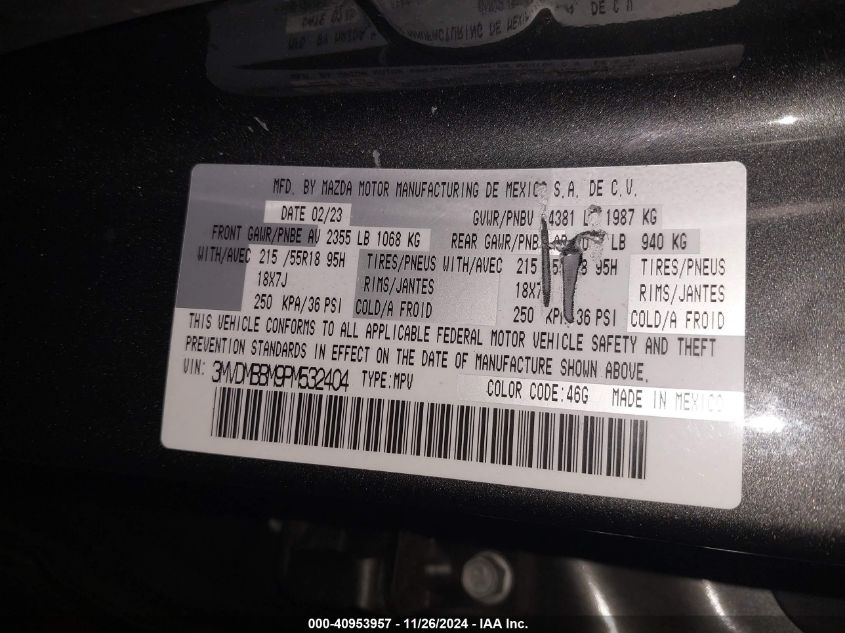 MFD. BY MAZDA MOTOR MANUFACTURING DE MEXICO S.A. DE C.V.
DATE 02/23 GVWR/PNBV 4381 LB 1987 KG
FRONT GAWR/PNBE AV 2355 LB 1068 KG REAR GAWR/PNBE LB 940 KG
WITH/AVEC 215 /55R18 95H TIRES/PNEUS WITH/AVEC 215 95H TIRES/PNEUS
18X7J RIMS/JANTES RIMS/JANTES
250 KPA/36 PSI COLD/A FROID 250 KPA/36 PSI COLD/A FROID
THIS VEHICLE CONFORMS TO ALL APPLICABLE FEDERAL MOTOR VEHICLE SAFETY AND THEFT
PREVENTION STANDARDS IN EFFECT ON THE DATE OF MANUFACTURE SHOWN ABOVE.
VIN: 3MVDMBBM9PM532404 TYPE:MPV COLOR CODE:46G MADE IN MEXICO
000-40953957 - 11/26/2024 - IAA Inc.